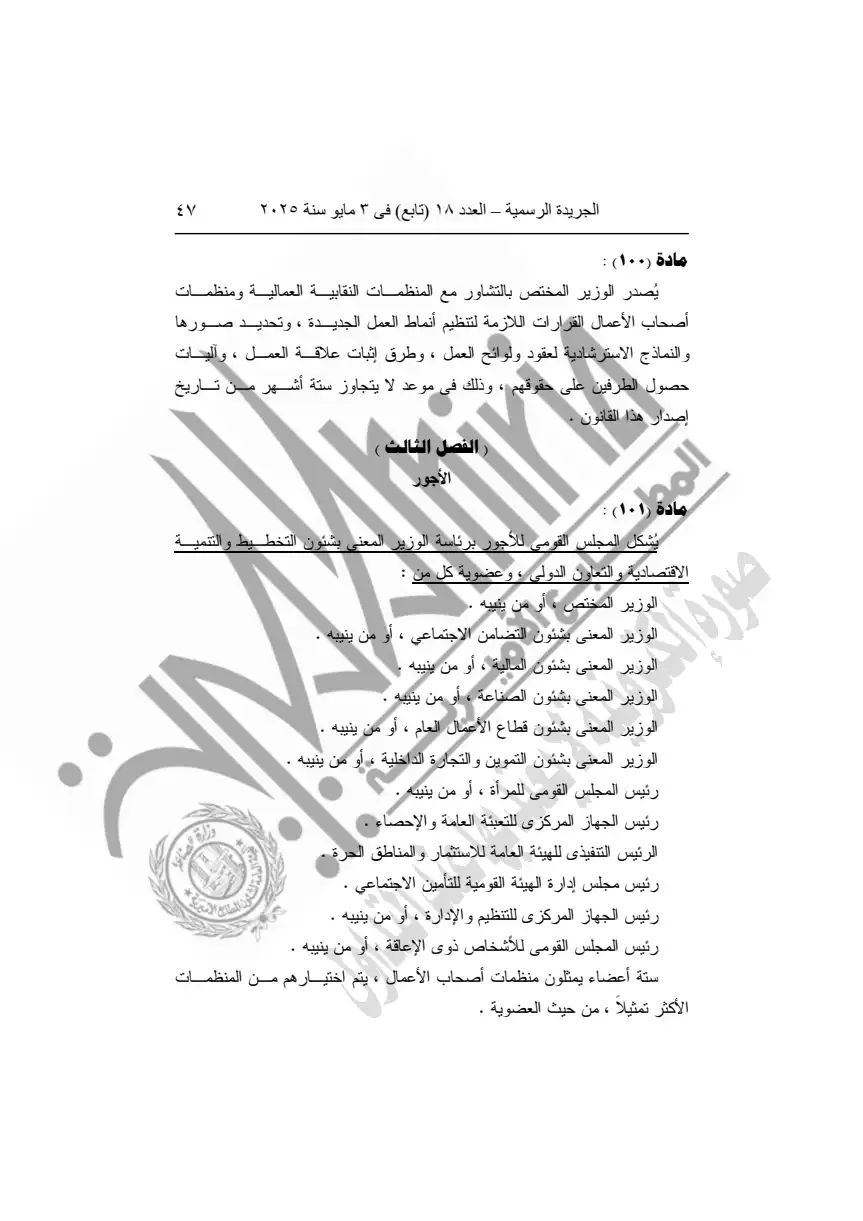 الجريدة الرسمية – العدد ١٨ (تابع) فى ٣ مايو سنة ٢٠٢٥ ٤٧
مادة (١٠٠) :
يُصدر الوزير المختص بالتشاور مع المنظمات النقابية العمالية ومنظمات
أصحاب الأعمال القرارات اللازمة لتنظيم أنماط العمل الجديدة ، وتحديد صورها
والنماذج الاسترشادية لعقود ولوائح العمل ، وطرق إثبات علاقة العمل ، وآليات
حصول الطرفين على حقوقهم ، وذلك فى موعد لا يتجاوز ستة أشهر من تاريخ
إصدار هذا القانون .
( الفصل الثالث )
الأجور
مادة (١٠١) :
يُشكل المجلس القومى للأجور برئاسة الوزير المعنى بشئون التخطيط والتنمية
الاقتصادية والتعاون الدولي ، وعضوية كل من :
الوزير المختص ، أو من ينيبه .
الوزير المعنى بشئون التضامن الاجتماعي ، أو من ينيبه .
الوزير المعنى بشئون المالية ، أو من ينيبه .
الوزير المعنى بشئون الصناعة ، أو من ينيبه .
الوزير المعنى بشئون قطاع الأعمال العام ، أو من ينيبه .
الوزير المعنى بشئون التموين والتجارة الداخلية ، أو من ينيبه .
رئيس المجلس القومى للمرأة ، أو من ينيبه .
رئيس الجهاز المركزى للتعبئة العامة والإحصاء .
الرئيس التنفيذى للهيئة العامة للاستثمار والمناطق الحرة .
رئيس مجلس إدارة الهيئة القومية للتأمين الاجتماعي .
رئيس الجهاز المركزى للتنظيم والإدارة ، أو من ينيبه .
رئيس المجلس القومى للأشخاص ذوى الإعاقة ، أو من ينيبه .
ستة أعضاء يمثلون منظمات أصحاب الأعمال ، يتم اختيارهم من المنظمات
الأكثر تمثيلاً ، من حيث العضوية .